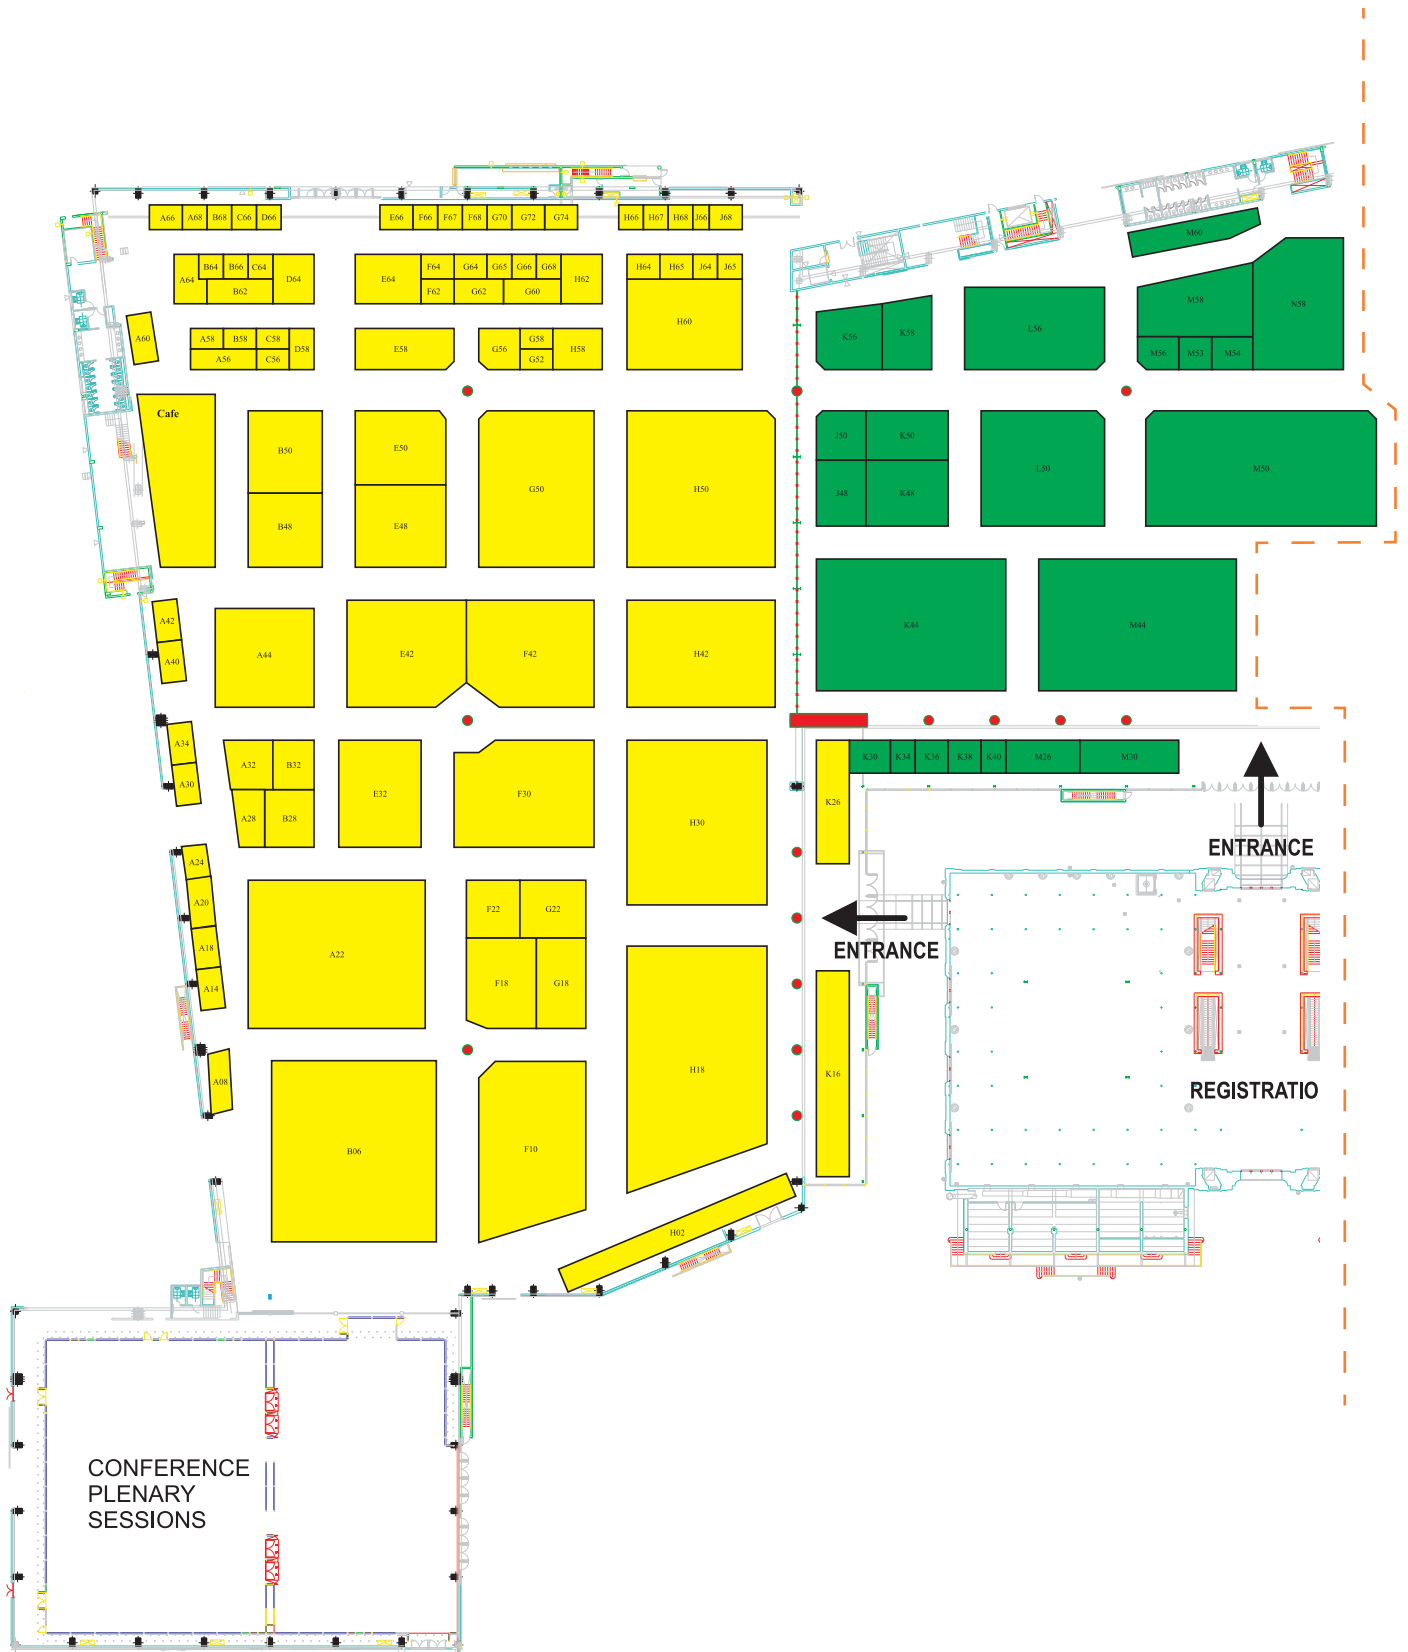 A66 A68 B68 C66 D66 E66 F66 F67 F68 G70 G72 G74 H66 H67 H68 J66 J68
M60
A64 B64 B66 C64 D64 E64 F64 G64 G65 G66 G68 H62 H64 H65 J64 J65
B62 F62 G62 G60
M58 N58
A60 A58 B58 C58 D58 E58 G56 G58 H58 H60 K56 K58 L56
A56 C56 G52 M56 M53 M54
Cafe
B50 E50 G50 H50 J50 K50 L50 M50
B48 E48 J48 K48
A42
A40 A44 E42 F42 H42 K44 M44
A34
A30 A32 B32 E32 F30 H30 K26 K30 K34 K36 K38 K40 M26 M30
A28 B28
ENTRANCE
A24
A20 F22 G22
A18 A22 F18 G18
ENTRANCE
A14
A08 H18 K16
REGISTRATIO
B06 F10
H02
CONFERENCE
PLENARY
SESSIONS